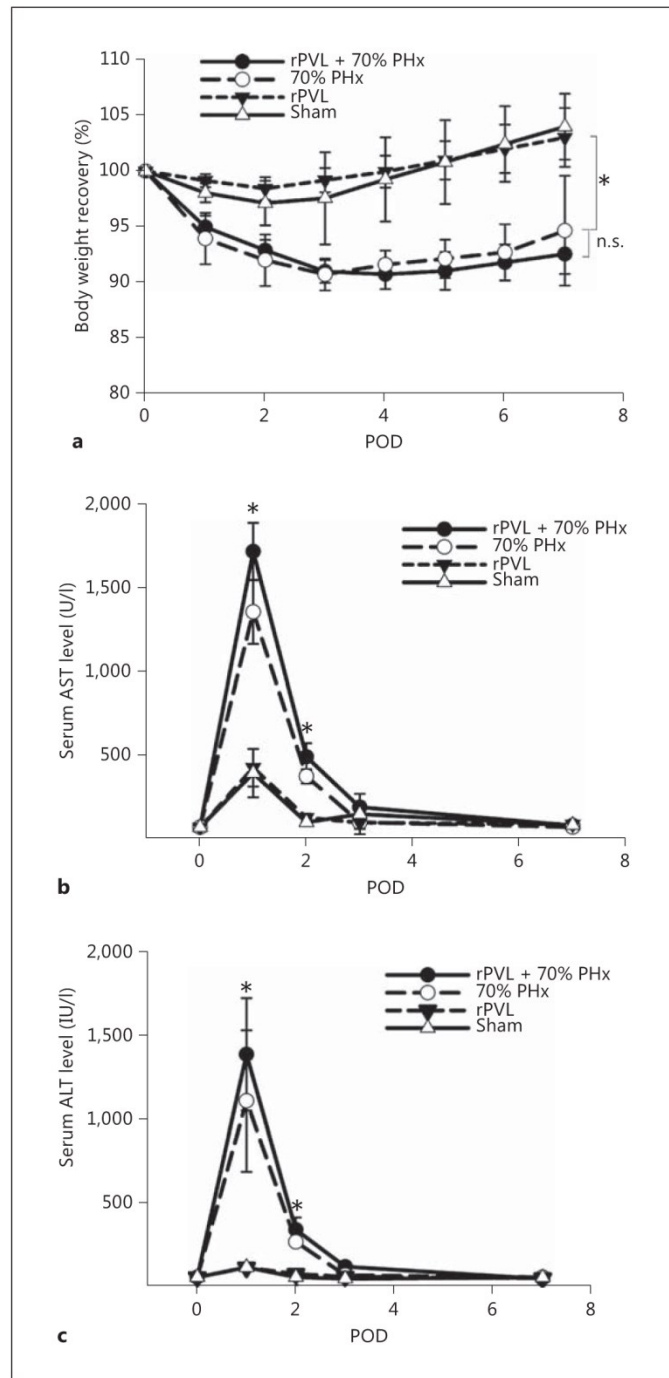 110
105
100
95
90
85
80
Body weight recovery (%)
rPVL + 70% PHx
70% PHx
rPVL
Sham
*
n.s.
0 2 4 6 8
POD
a
2,000
1,500
1,000
500
Serum AST level (U/l)
rPVL + 70% PHx
70% PHx
rPVL
Sham
*
*
0 2 4 6 8
POD
b
2,000
1,500
1,000
500
Serum ALT level (IU/l)
rPVL + 70% PHx
70% PHx
rPVL
Sham
*
*
0 2 4 6 8
POD
c